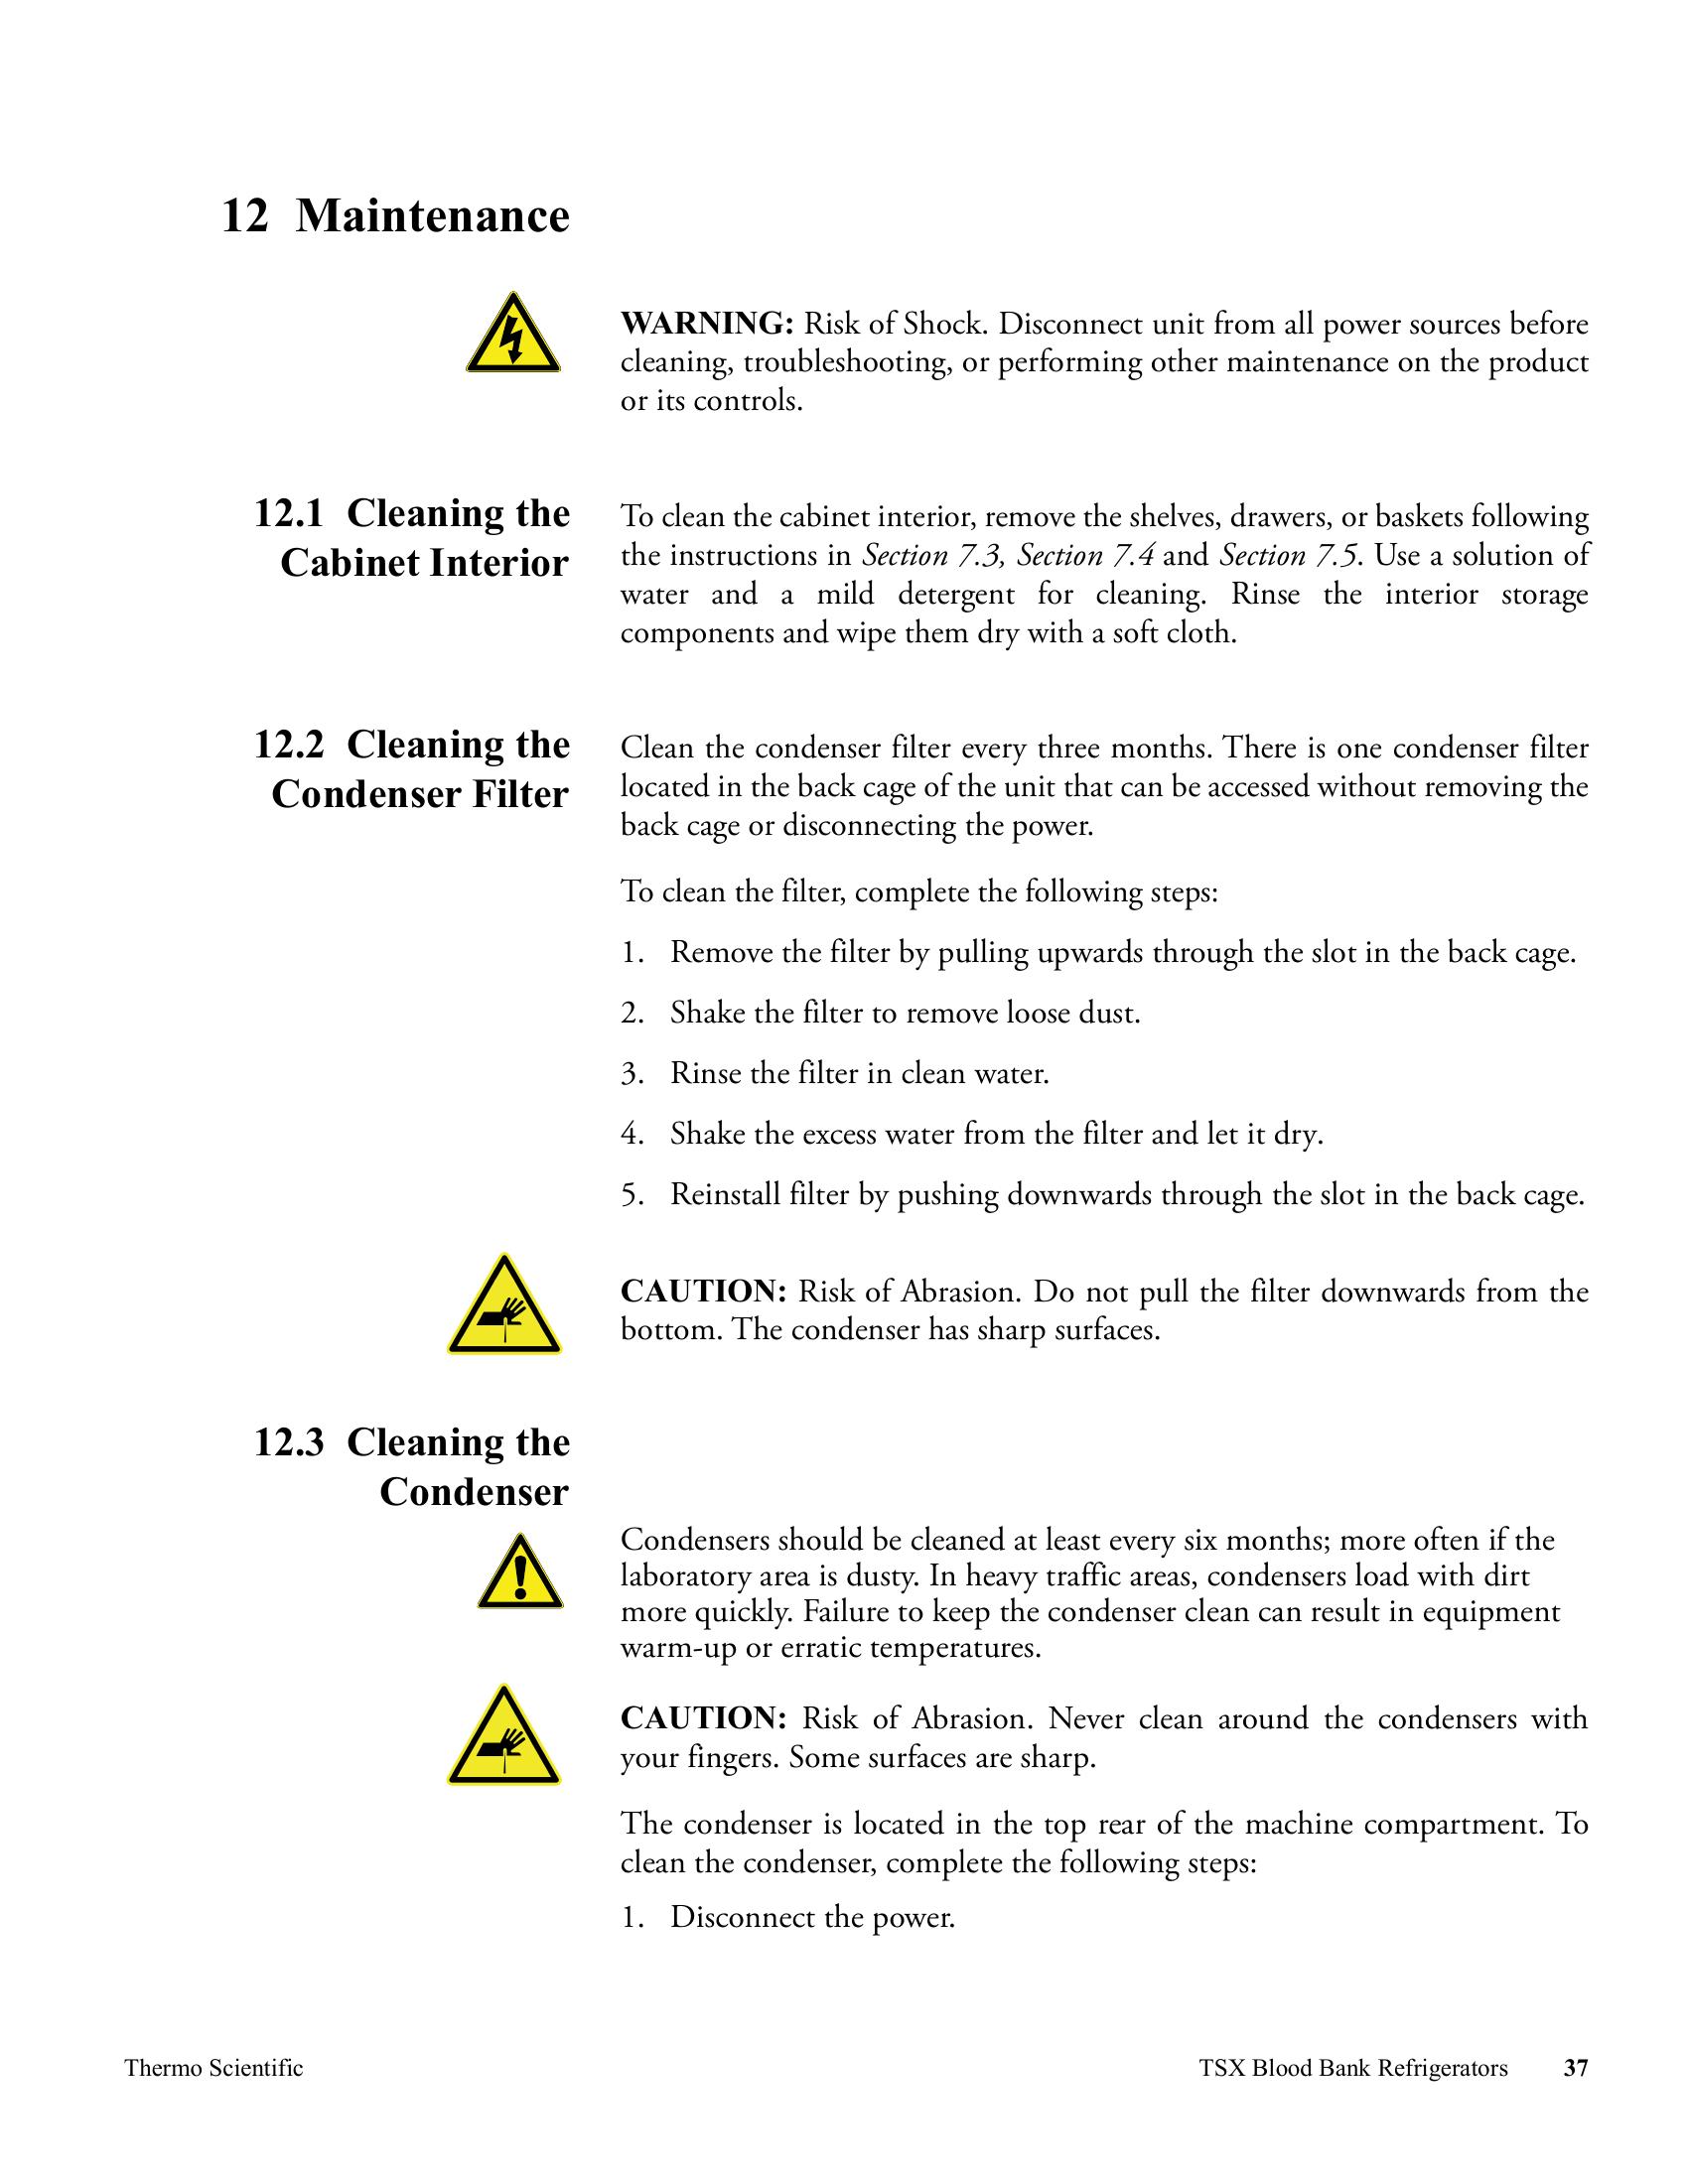 12 Maintenance
WARNING: Risk of Shock. Disconnect unit from all power sources before
cleaning, troubleshooting, or performing other maintenance on the product
or its controls.
12.1 Cleaning the
Cabinet Interior
To clean the cabinet interior, remove the shelves, drawers, or baskets following
the instructions in Section 7.3, Section 7.4 and Section 7.5. Use a solution of
water and a mild detergent for cleaning. Rinse the interior storage
components and wipe them dry with a soft cloth.
12.2 Cleaning the
Condenser Filter
Clean the condenser filter every three months. There is one condenser filter
located in the back cage of the unit that can be accessed without removing the
back cage or disconnecting the power.
To clean the filter, complete the following steps:
1. Remove the filter by pulling upwards through the slot in the back cage.
2. Shake the filter to remove loose dust.
3. Rinse the filter in clean water.
4. Shake the excess water from the filter and let it dry.
5. Reinstall filter by pushing downwards through the slot in the back cage.
CAUTION: Risk of Abrasion. Do not pull the filter downwards from the
bottom. The condenser has sharp surfaces.
12.3 Cleaning the
Condenser
Condensers should be cleaned at least every six months; more often if the
laboratory area is dusty. In heavy traffic areas, condensers load with dirt
more quickly. Failure to keep the condenser clean can result in equipment
warm-up or erratic temperatures.
CAUTION: Risk of Abrasion. Never clean around the condensers with
your fingers. Some surfaces are sharp.
The condenser is located in the top rear of the machine compartment. To
clean the condenser, complete the following steps:
1. Disconnect the power.
Thermo Scientific
TSX Blood Bank Refrigerators 37